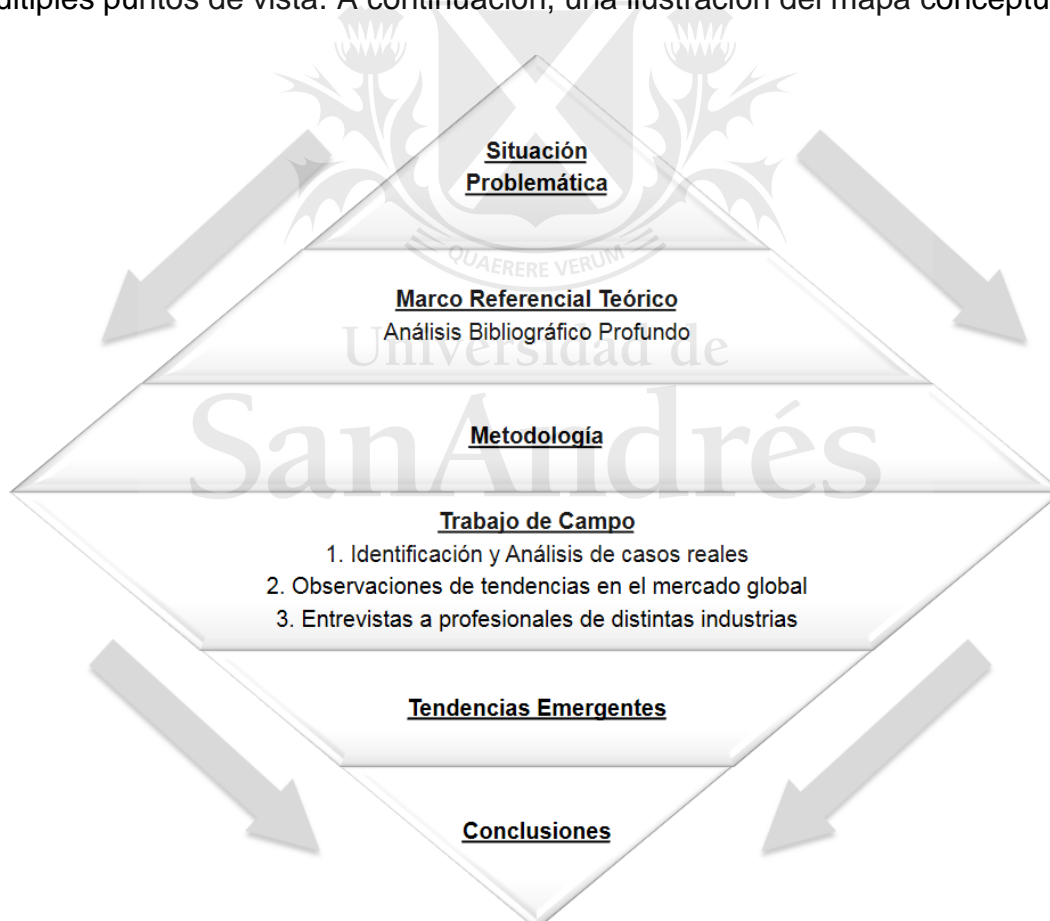 múltiples puntos de vista. A continuación, una ilustración del mapa conceptu
Situación
Problemática
QUAERERE VERUM
Marco Referencial Teórico
Análisis Bibliográfico Profundo
Universidad de
SanAndrés
Metodología
Trabajo de Campo
1. Identificación y Análisis de casos reales
2. Observaciones de tendencias en el mercado global
3. Entrevistas a profesionales de distintas industrias
Tendencias Emergentes
Conclusiones